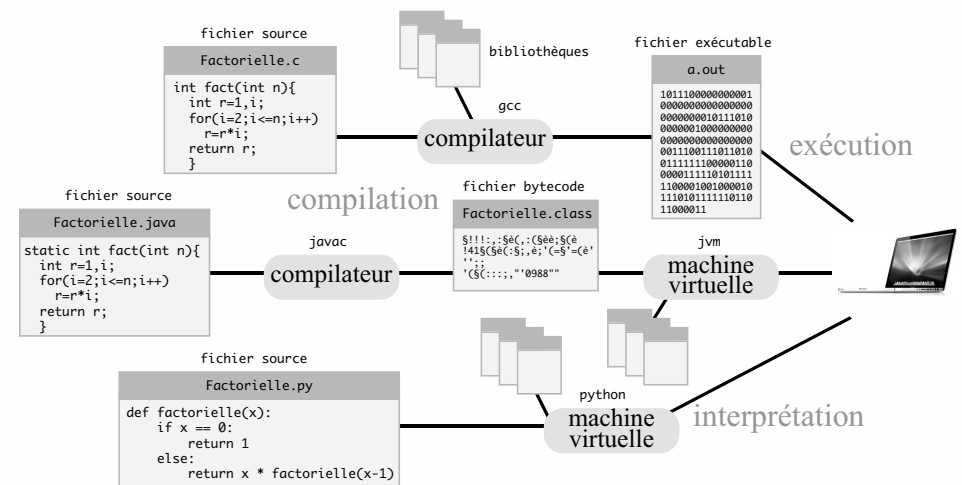 fichier source
Factorielle.c
int fact(int n){
int r=1,i;
for(i=2;i<=n;i++)
r=r*i;
return r;
}
bibliothèques
gcc
compilateur
fichier exécutable
a.out
1011100000000001
0000000000000000
0000000010111010
0000001000000000
0000000000000000
0011100111011010
0111111100000110
0000111110101111
1100001001000010
1110101111110110
11000011
exécution
compilation
fichier source
Factorielle.java
static int fact(int n){
int r=1,i;
for(i=2;i<=n;i++)
r=r*i;
return r;
}
javac
compilateur
fichier bytecode
Factorielle.class
§!!!:,:§è(,:(§èè;§(è
!41§(§è(:§;,è;'(=§'=(è'
'';;
'(§(:::;,"'0988""
jvm
machine
virtuelle
fichier source
Factorielle.py
def factorielle(x):
if x == 0:
return 1
else:
return x * factorielle(x-1)
python
machine
virtuelle
interprétation